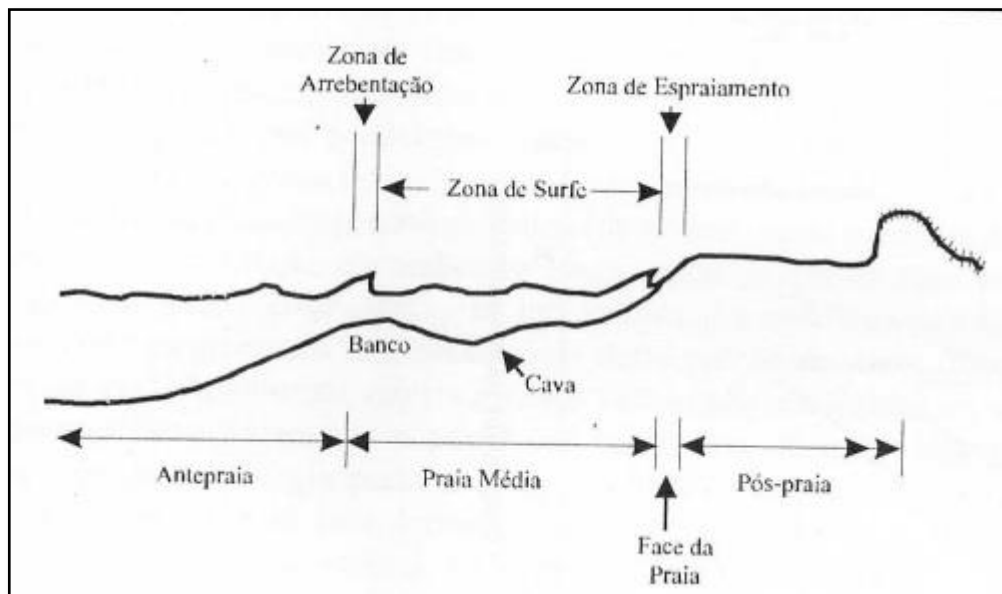 Zona de
Arrebentação
Zona de Espraiamento
Zona de Surfe
Banco
Cava
Antepraia
Praia Média
Pós-praia
Face da
Praia